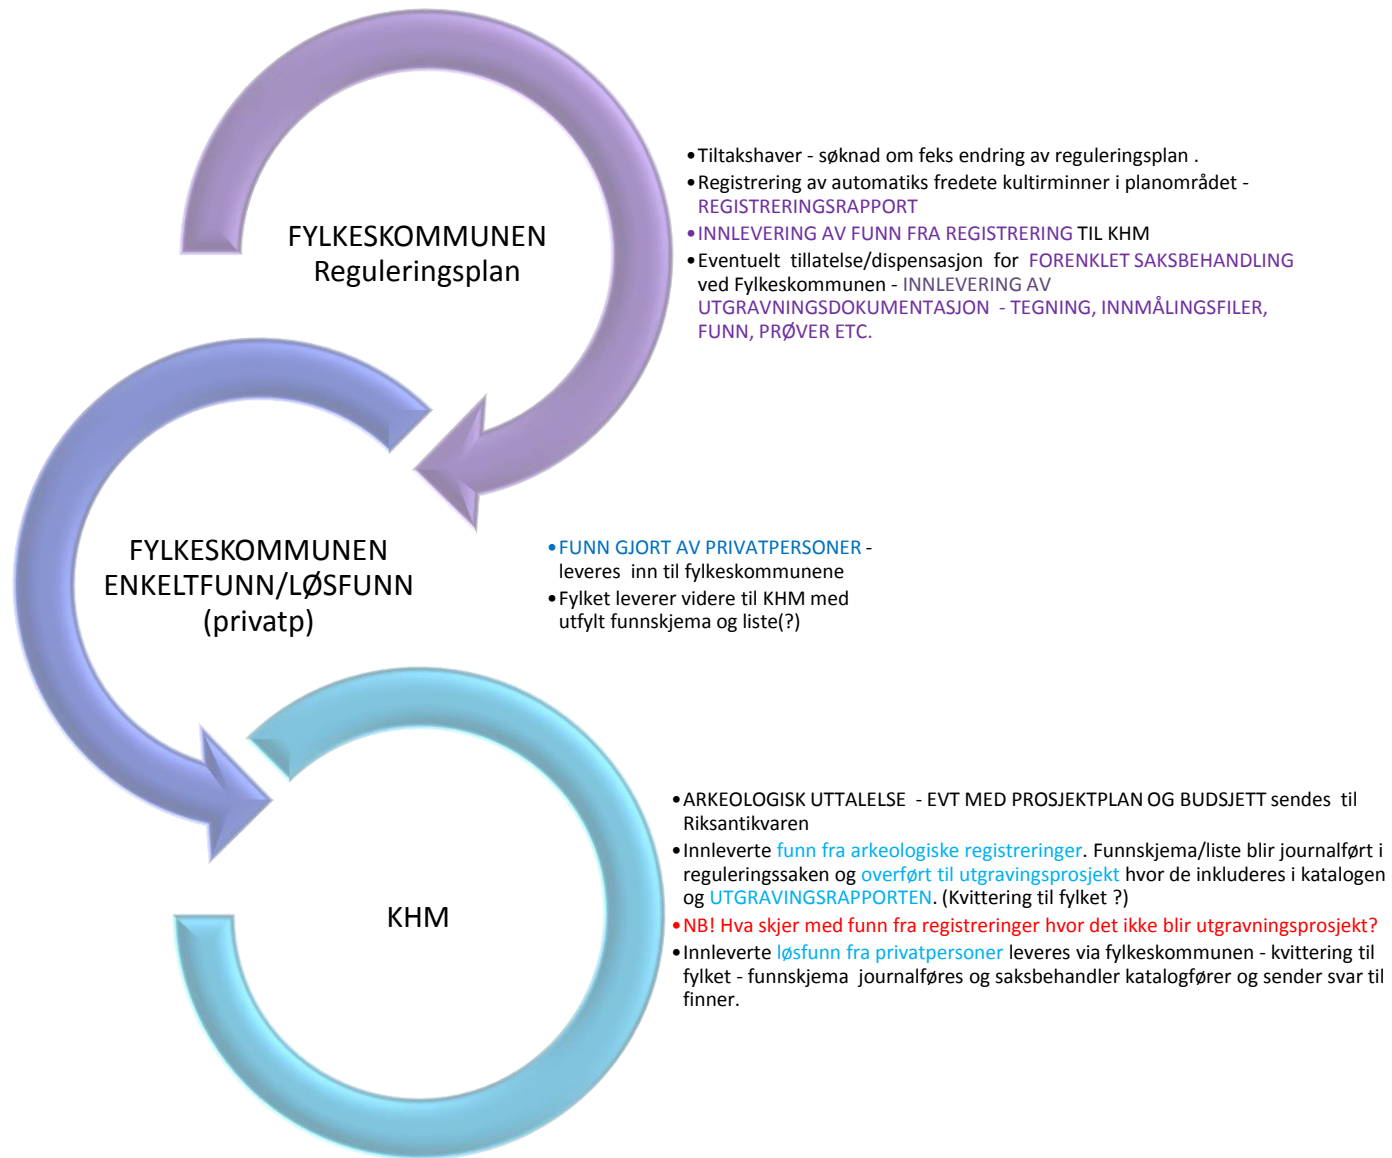 FYLKESKOMMUNEN
Reguleringsplan
•Tiltakshaver - søknad om feks endring av reguleringsplan .
•Registrering av automatiks fredete kultirminner i planområdet -
REGISTRERINGSRAPPORT
•INNLEVERING AV FUNN FRA REGISTRERING TIL KHM
•Eventuelt tillatelse/dispensasjon for FORENKLET SAKSBEHANDLING
ved Fylkeskommunen - INNLEVERING AV
UTGRAVNINGSDOKUMENTASJON - TEGNING, INNMÅLINGSFILER,
FUNN, PRØVER ETC.
FYLKESKOMMUNEN
ENKELTFUNN/LØSFUNN
(privatp)
•FUNN GJORT AV PRIVATPERSONER -
leveres inn til fylkeskommunene
•Fylket leverer videre til KHM med
utfylt funnskjema og liste(?)
KHM
•ARKEOLOGISK UTTALELSE - EVT MED PROSJEKTPLAN OG BUDSJETT sendes til
Riksantikvaren
•Innleverte funn fra arkeologiske registreringer. Funnskjema/liste blir journalført i
reguleringssaken og overført til utgravingsprosjekt hvor de inkluderes i katalogen
og UTGRAVINGSRAPPORTEN. (Kvittering til fylket ?)
•NB! Hva skjer med funn fra registreringer hvor det ikke blir utgravningsprosjekt?
•Innleverte løsfunn fra privatpersoner leveres via fylkeskommunen - kvittering til
fylket - funnskjema journalføres og saksbehandler katalogfører og sender svar til
finner.